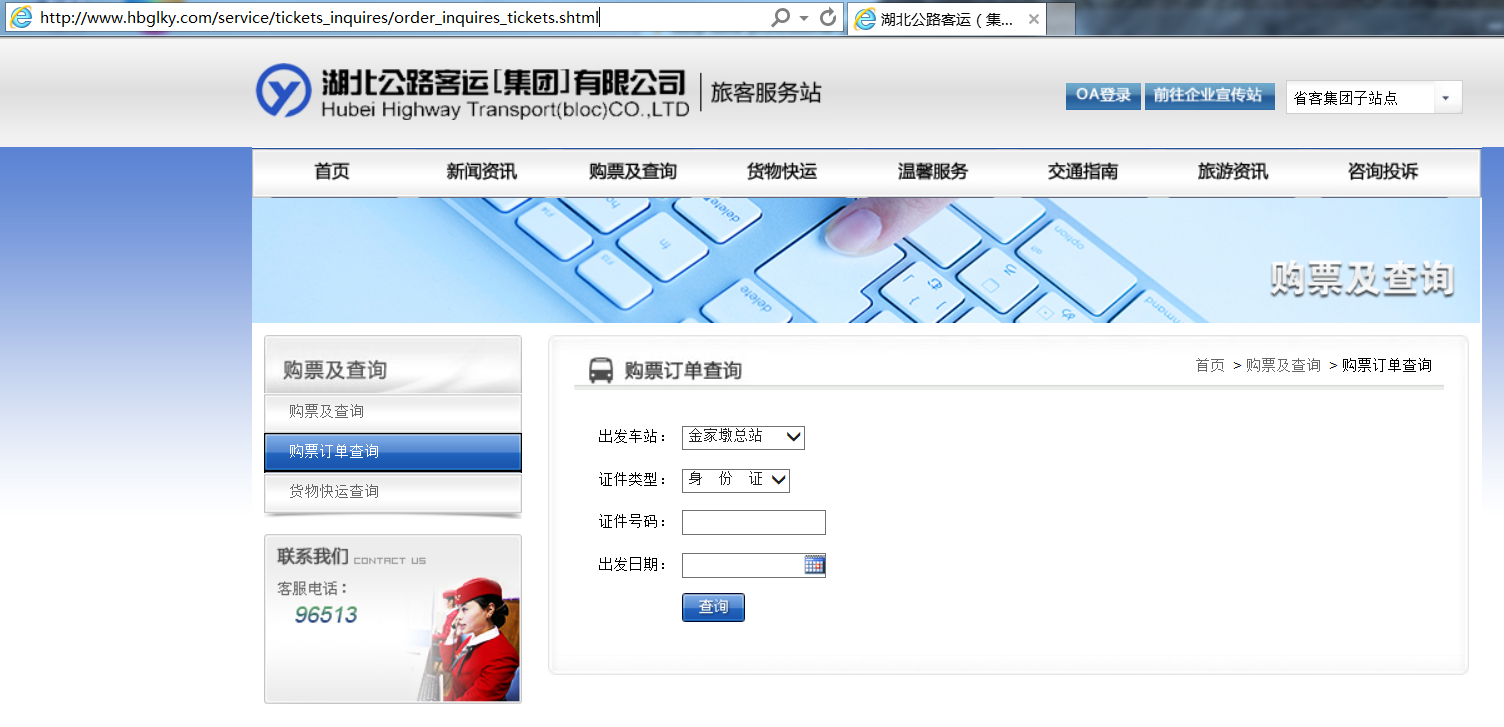 http://www.hbglky.com/service/tickets_inquires/order_inquires_tickets.shtml
湖北公路客运（集...
湖北公路客运[集团]有限公司
Hubei Highway Transport(bloc)CO.,LTD
旅客服务站
OA登录
前往企业宣传站
省客集团子站点
首页 新闻资讯 购票及查询 货物快运 温馨服务 交通指南 旅游资讯 咨询投诉
delete
fn
delete
option
购票及查询
购票及查询
购票及查询
购票订单查询
货物快运查询
联系我们 CONTACT US
客服电话：
96513
购票订单查询
首页 >购票及查询 >购票订单查询
出发车站： 金家墩总站
证件类型： 身 份 证
证件号码：
出发日期：
查询